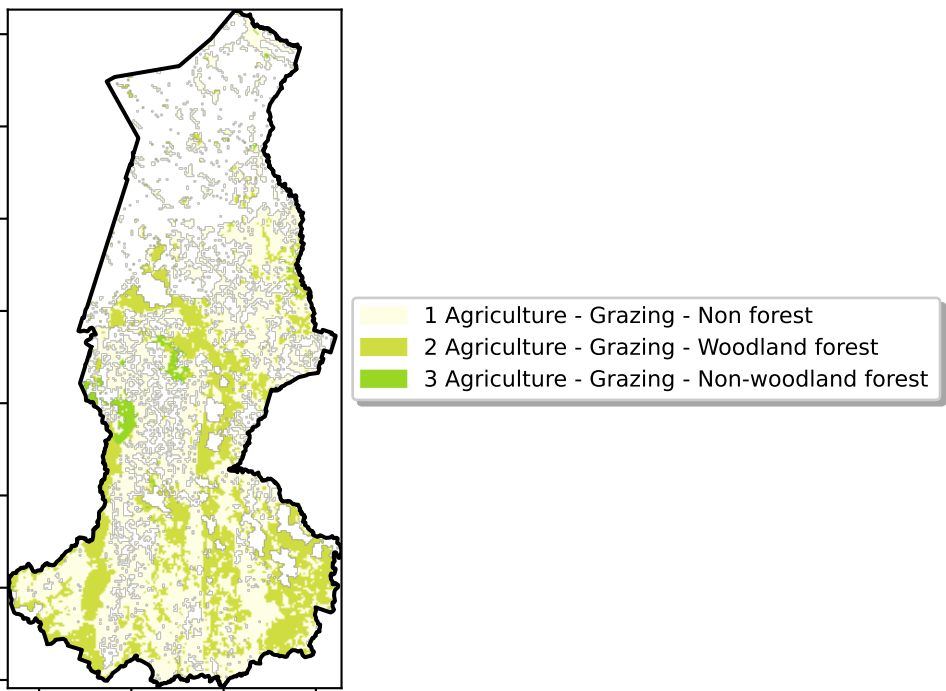 1 Agriculture - Grazing - Non forest
2 Agriculture - Grazing - Woodland forest
3 Agriculture - Grazing - Non-woodland forest